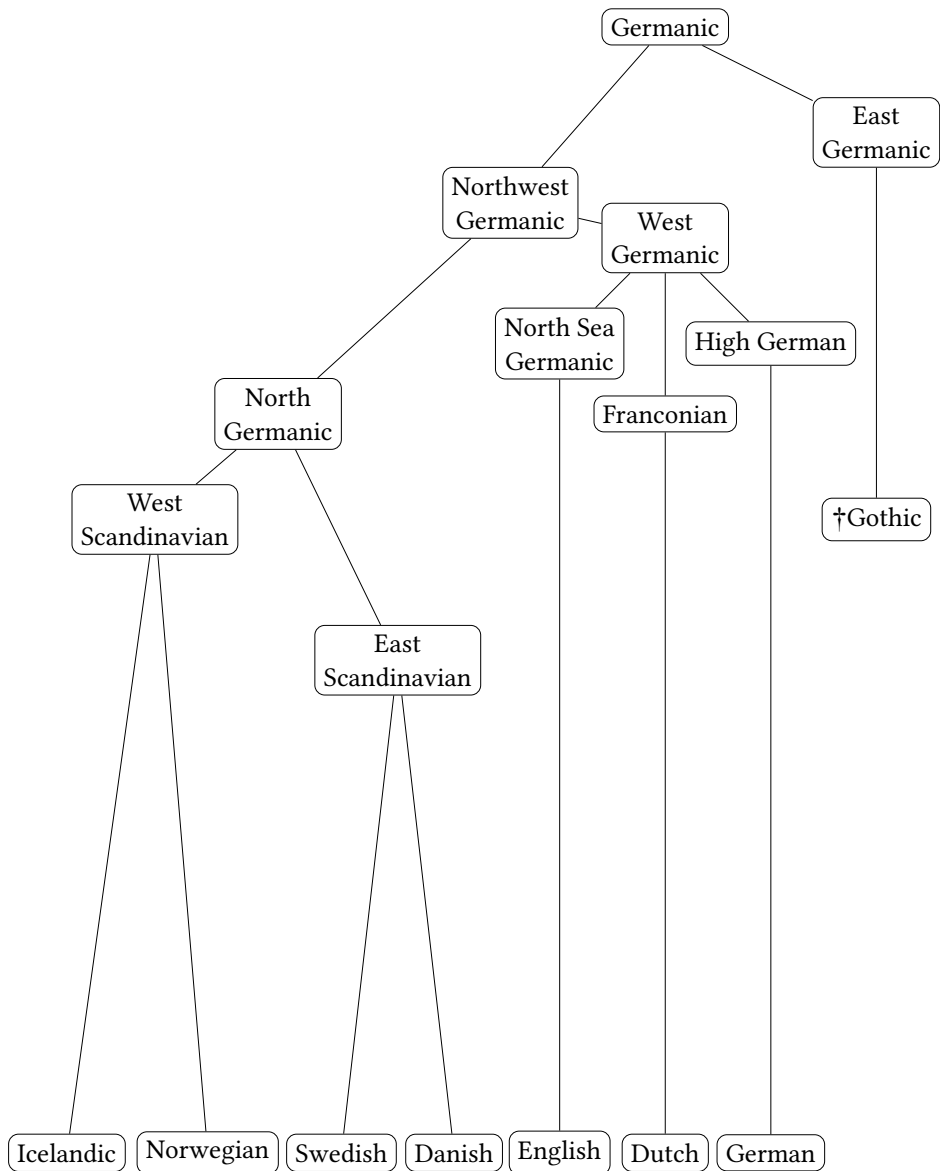 Germanic
East
Germanic
Northwest
Germanic
West
Germanic
North Sea
Germanic
High German
North
Germanic
Franconian
West
Scandinavian
†Gothic
East
Scandinavian
Icelandic
Norwegian
Swedish
Danish
English
Dutch
German